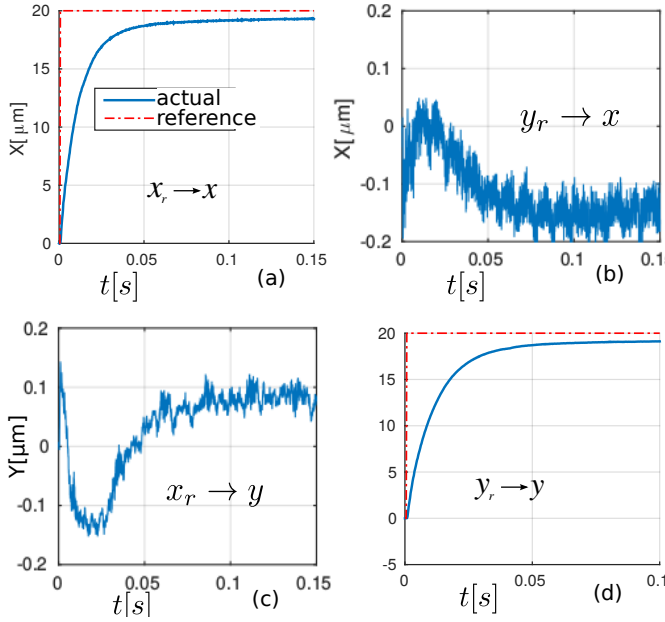 20
15
10
5
0
X[ μm]
actual
reference
x_r → x
0
0.05
0.1
0.15
t[s]
(a)
0.2
0.1
0
-0.1
-0.2
X[ μm]
y_r → x
0
0.05
0.1
0.15
t[s]
(b)
0.2
0.1
0
-0.1
-0.2
Y[μm]
x_r → y
0
0.05
0.1
0.15
t[s]
(c)
20
15
10
5
0
-5
y_r → y
0
0.05
0.1
t[s]
(d)